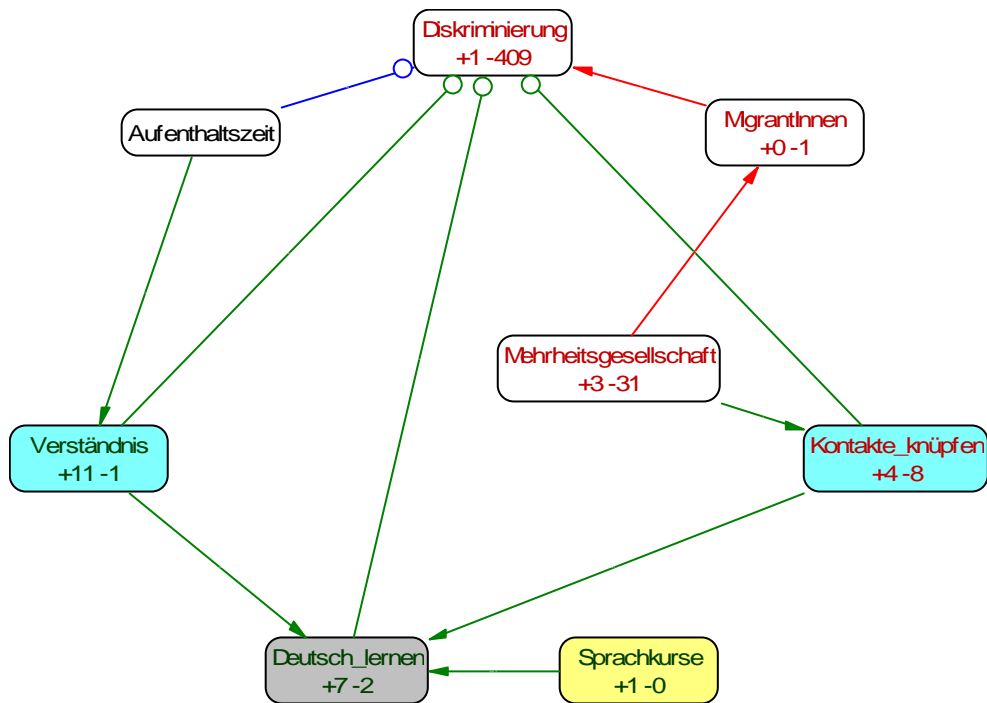 Diskriminierung
+1 -409
Aufenthaltszeit
MigrantInnen
+0 -1
Mehrheitsgesellschaft
+3 -31
Verständnis
+11 -1
Kontakte_knüpfen
+4 -8
Deutsch_lernen
+7 -2
Sprachkurse
+1 -0